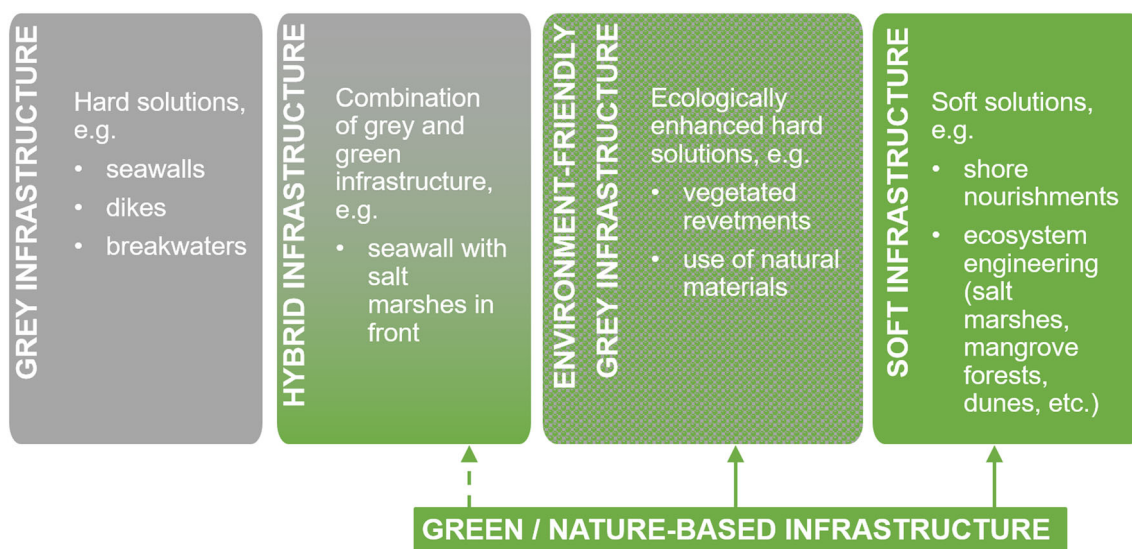 GREY INFRASTRUCTURE
Hard solutions,
e.g.
• seawalls
• dikes
• breakwaters
HYBRID INFRASTRUCTURE
Combination
of grey and
green
infrastructure,
e.g.
• seawall with
salt
marshes in
front
ENVIRONMENT-FRIENDLY
GREY INFRASTRUCTURE
Ecologically
enhanced hard
solutions, e.g.
• vegetated
revetments
• use of natural
materials
SOFT INFRASTRUCTURE
Soft solutions,
e.g.
• shore
nourishments
• ecosystem
engineering
(salt
marshes,
mangrove
forests,
dunes, etc.)
GREEN / NATURE-BASED INFRASTRUCTURE